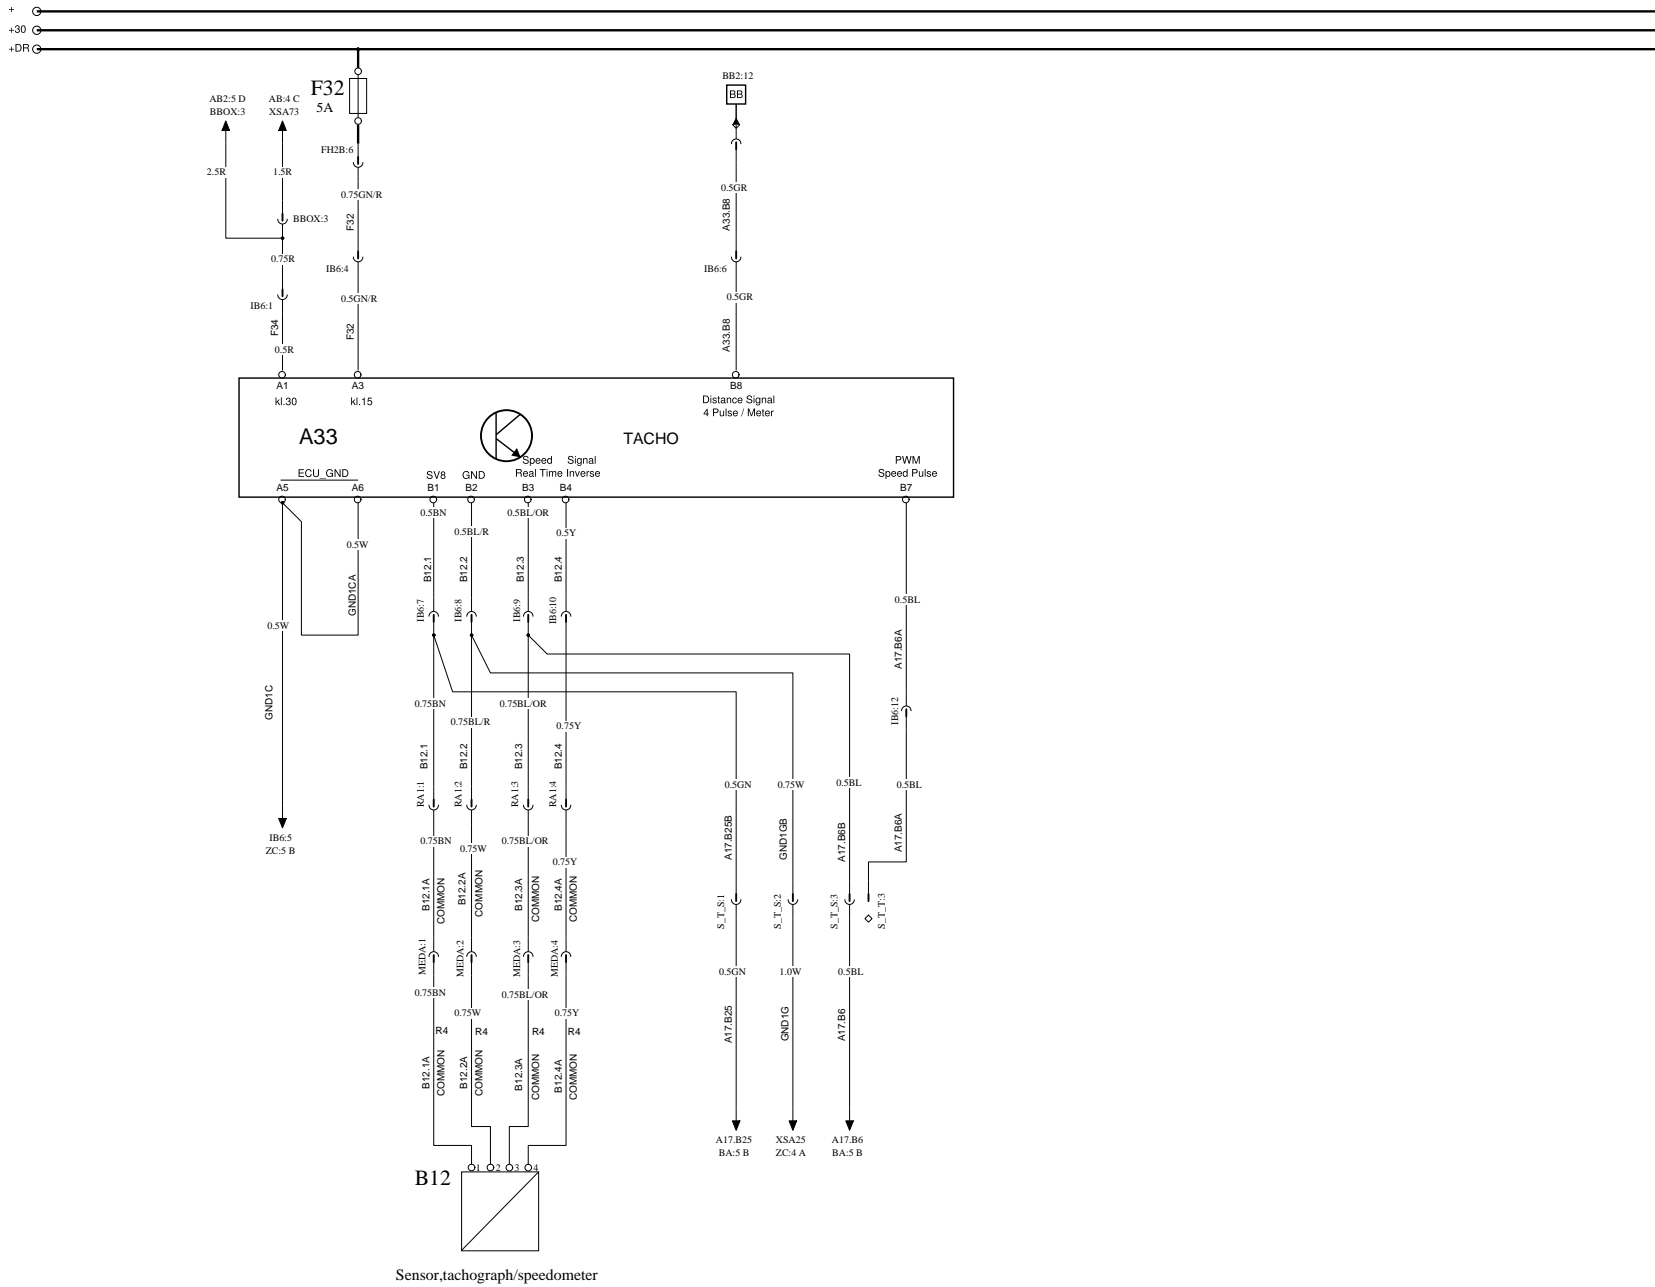 +
+30
+DR
F32
5A
BB2:12
BB
AB2:5 D
BBOX:3
AB:4 C
XSA73
FH2B:6
2.5R
1.5R
0.75GN/R
0.5GR
F32
A33.B8
BBOX:3
0.75R
IB6:4
IB6:6
IB6:1
0.5GN/R
0.5GR
F34
F32
A33.B8
0.5R
A1
A3
B8
kl.30
kl.15
Distance Signal
4 Pulse / Meter
A33
TACHO
Speed Signal
Real Time Inverse
PWM
Speed Pulse
ECU_GND
SV8
GND
A5
A6
B1
B2
B3
B4
B7
0.5BN
0.5BL/R
0.5BL/OR
0.5Y
0.5W
B12.1
B12.2
B12.3
B12.4
GND1CA
0.5BL
IB6:7
IB6:8
IB6:9
IB6:10
0.5W
A17.B6A
GND1C
0.75BN
0.75BL/R
0.75BL/OR
0.75Y
IB6:12
B12.1
B12.2
B12.3
B12.4
RA1:1
RA1:2
RA1:3
RA1:4
0.5GN
0.75W
0.5BL
0.5BL
IB6:5
ZC:5 B
0.75BN
0.75W
0.75BL/OR
0.75Y
A17.B25B
GND1GB
A17.B6B
A17.B6A
B12.1A
COMMON
B12.2A
COMMON
B12.3A
COMMON
B12.4A
COMMON
S_T_S:1
S_T_S:2
S_T_S:3
S_T_T:3
MEDA:1
MEDA:2
MEDA:3
MEDA:4
0.5GN
1.0W
0.5BL
0.75BN
0.75W
0.75BL/OR
0.75Y
R4
R4
R4
R4
A17.B25
GND1G
A17.B6
B12.1A
COMMON
B12.2A
COMMON
B12.3A
COMMON
B12.4A
COMMON
A17.B25
BA:5 B
XSA25
ZC:4 A
A17.B6
BA:5 B
B12
1
2
3
4
Sensor,tachograph/speedometer